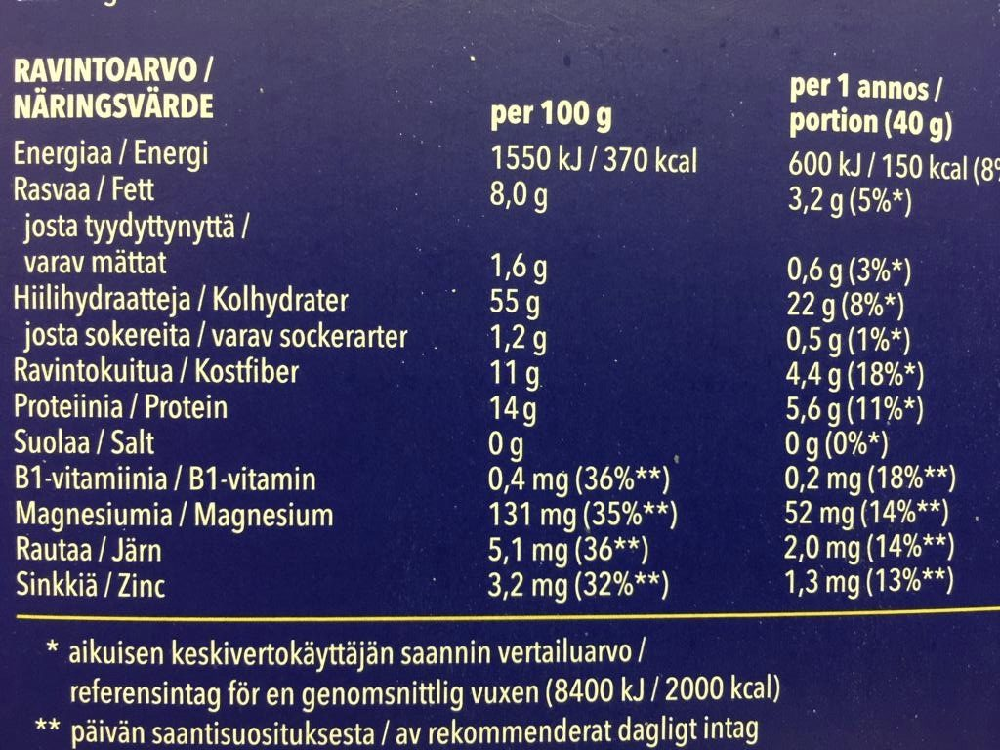 RAVINTOARVO /
NÄRINGSVÄRDE per 100 g per 1 annos / portion (40 g)
Energiaa / Energi 1550 kJ / 370 kcal 600 kJ / 150 kcal (8%
Rasvaa / Fett 8,0 g 3,2 g (5%*)
josta tyydyttynyttä /
varav mättat 1,6 g 0,6 g (3%*)
Hiilihydraatteja / Kolhydrater 55 g 22 g (8%*)
josta sokereita / varav sockerarter 1,2 g 0,5 g (1%*)
Ravintokuitua / Kostfiber 11 g 4,4 g (18%*)
Proteiinia / Protein 14 g 5,6 g (11%*)
Suolaa / Salt 0 g 0 g (0%*)
B1-vitamiinia / B1-vitamin 0,4 mg (36%**) 0,2 mg (18%**)
Magnesiumia / Magnesium 131 mg (35%**) 52 mg (14%**)
Rautaa / Järn 5,1 mg (36**) 2,0 mg (14%**)
Sinkkiä / Zinc 3,2 mg (32%**) 1,3 mg (13%**)
* aikuisen keskivertokäyttäjän saannin vertailuarvo /
referensintag för en genomsnittlig vuxen (8400 kJ / 2000 kcal)
** päivän saantisuosituksesta / av rekommenderat dagligt intag